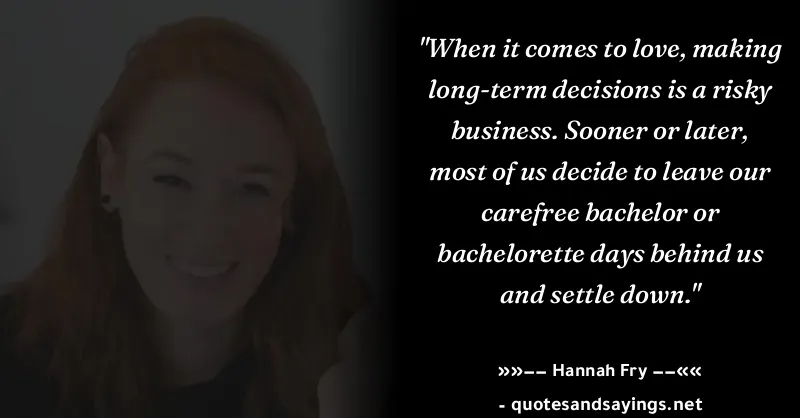 "When it comes to love, making
long-term decisions is a risky
business. Sooner or later,
most of us decide to leave our
carefree bachelor or
bachelorette days behind us
and settle down."
»»−− Hannah Fry −−««
- quotesandsayings.net